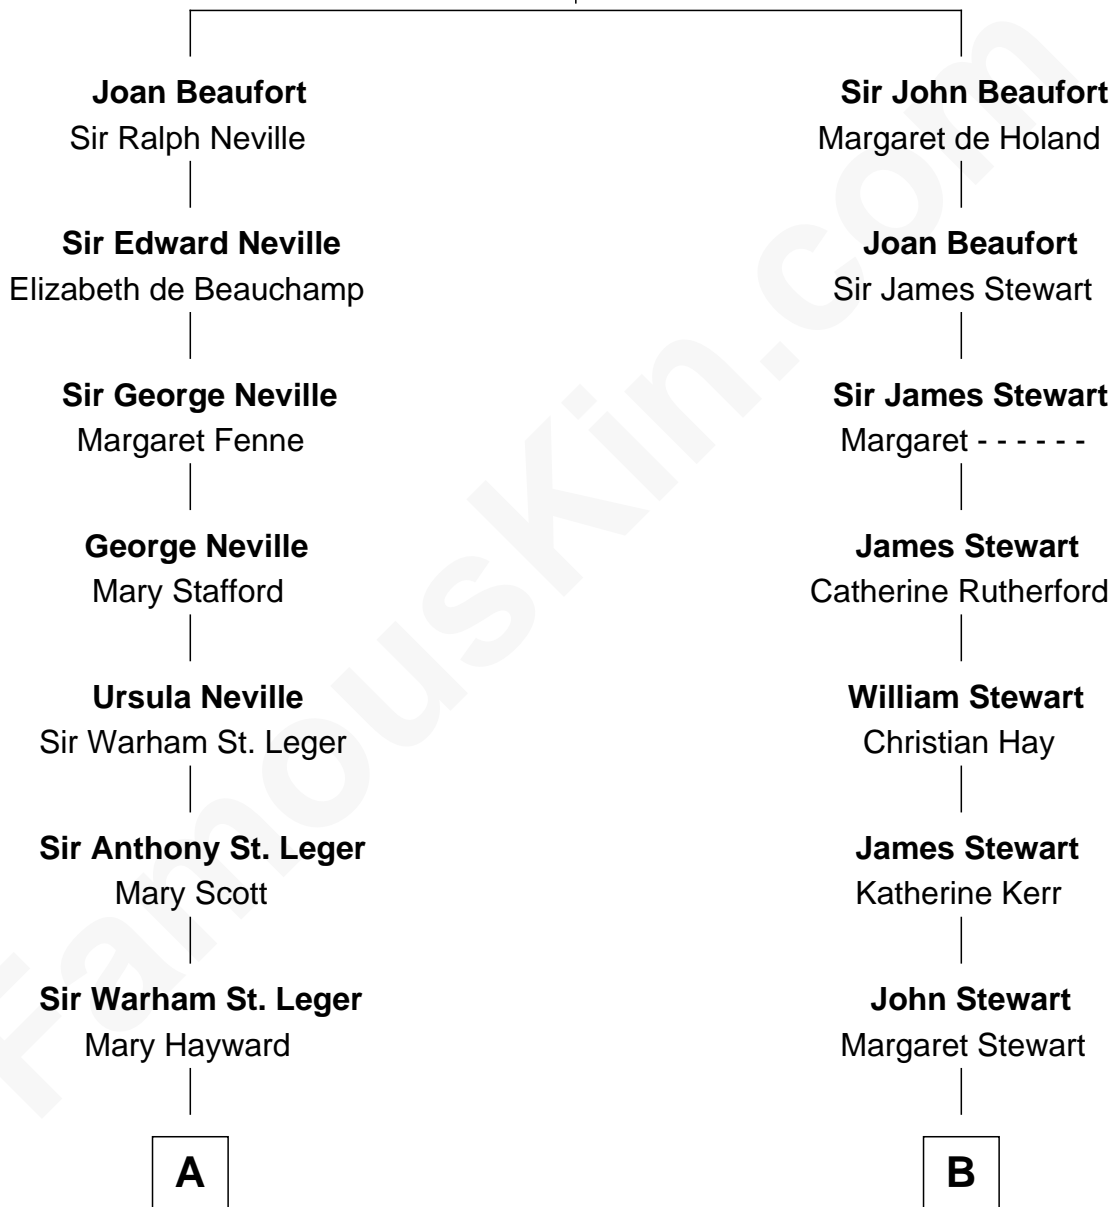 Joan Beaufort
Sir Ralph Neville
Sir John Beaufort
Margaret de Holand
Sir Edward Neville
Elizabeth de Beauchamp
Joan Beaufort
Sir James Stewart
Sir George Neville
Margaret Fenne
Sir James Stewart
Margaret - - - - - -
George Neville
Mary Stafford
James Stewart
Catherine Rutherford
Ursula Neville
Sir Warham St. Leger
William Stewart
Christian Hay
Sir Anthony St. Leger
Mary Scott
James Stewart
Katherine Kerr
Sir Warham St. Leger
Mary Hayward
John Stewart
Margaret Stewart
A
B
FamousKin.com